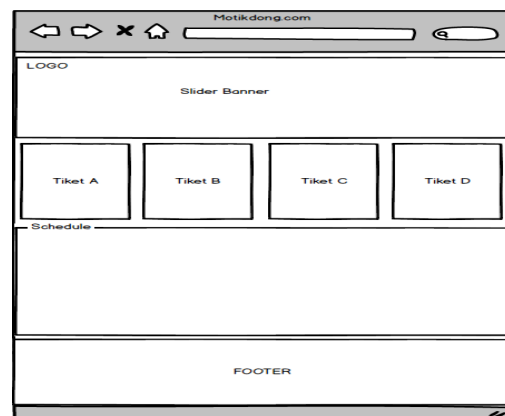 Motikdong.com
LOGO
Slider Banner
Tiket A
Tiket B
Tiket C
Tiket D
Schedule
FOOTER